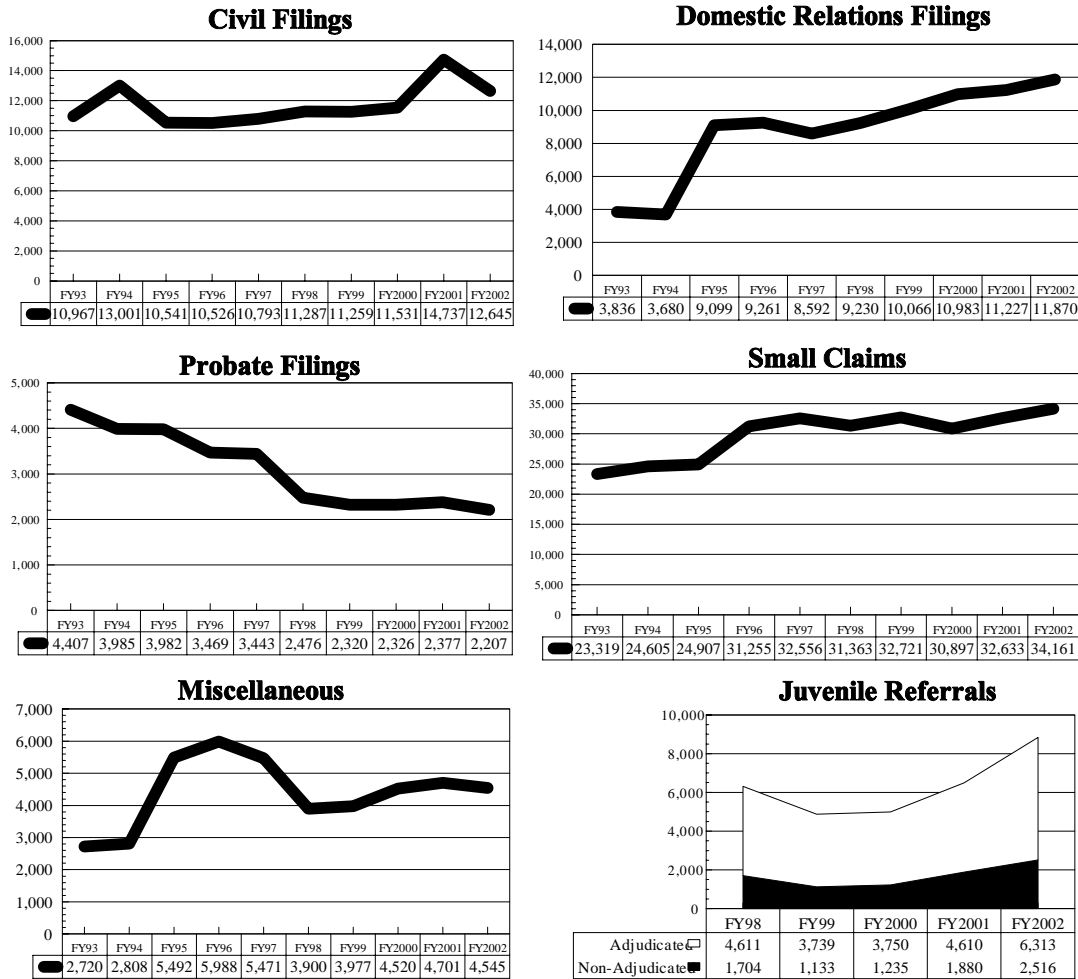 Civil Filings
16,000
14,000
12,000
10,000
8,000
6,000
4,000
2,000
0
FY93 FY94 FY95 FY96 FY97 FY98 FY99 FY2000 FY2001 FY2002
10,967 13,001 10,541 10,526 10,793 11,287 11,259 11,531 14,737 12,645
Domestic Relations Filings
14,000
12,000
10,000
8,000
6,000
4,000
2,000
0
FY93 FY94 FY95 FY96 FY97 FY98 FY99 FY2000 FY2001 FY2002
3,836 3,680 9,099 9,261 8,592 9,230 10,066 10,983 11,227 11,870
Probate Filings
5,000
4,000
3,000
2,000
1,000
0
FY93 FY94 FY95 FY96 FY97 FY98 FY99 FY2000 FY2001 FY2002
4,407 3,985 3,982 3,469 3,443 2,476 2,320 2,326 2,377 2,207
Small Claims
40,000
35,000
30,000
25,000
20,000
15,000
10,000
5,000
0
FY93 FY94 FY95 FY96 FY97 FY98 FY99 FY2000 FY2001 FY2002
23,319 24,605 24,907 31,255 32,556 31,363 32,721 30,897 32,633 34,161
Miscellaneous
7,000
6,000
5,000
4,000
3,000
2,000
1,000
0
FY93 FY94 FY95 FY96 FY97 FY98 FY99 FY2000 FY2001 FY2002
2,720 2,808 5,492 5,988 5,471 3,900 3,977 4,520 4,701 4,545
Juvenile Referrals
10,000
8,000
6,000
4,000
2,000
0
FY98 FY99 FY2000 FY2001 FY2002
Adjudicated 4,611 3,739 3,750 4,610 6,313
Non-Adjudicated 1,704 1,133 1,235 1,880 2,516